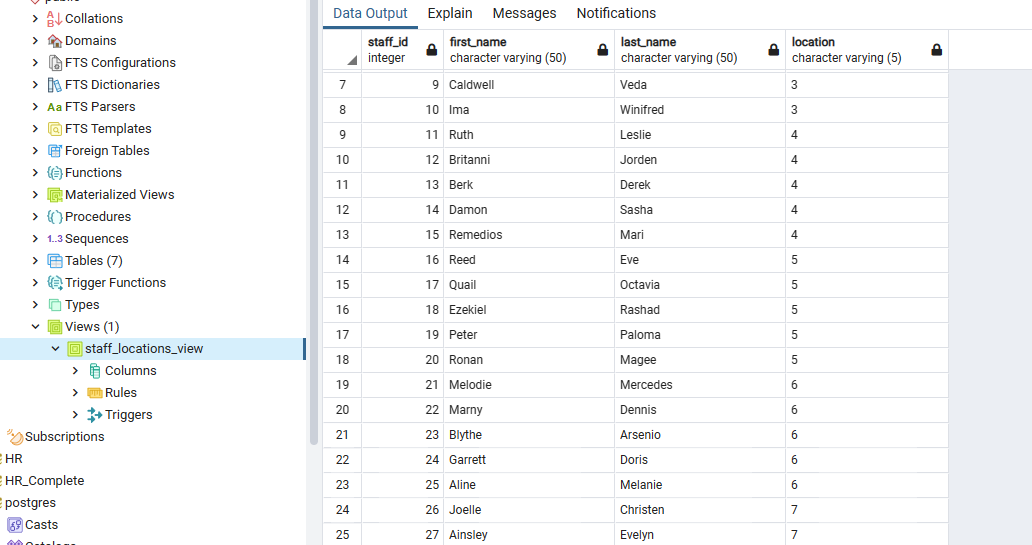 public
Collations
Domains
FTS Configurations
FTS Dictionaries
Aa FTS Parsers
FTS Templates
Foreign Tables
Functions
Materialized Views
Procedures
1..3 Sequences
Tables (7)
Trigger Functions
Types
Views (1)
staff_locations_view
Columns
Rules
Triggers
Subscriptions
HR
HR_Complete
postgres
Casts
Catalogs
Data Output Explain Messages Notifications
staff_id first_name last_name location
integer character varying (50) character varying (50) character varying (5)
7 9 Caldwell Veda 3
8 10 Ima Winifred 3
9 11 Ruth Leslie 4
10 12 Britanni Jorden 4
11 13 Berk Derek 4
12 14 Damon Sasha 4
13 15 Remedios Mari 4
14 16 Reed Eve 5
15 17 Quail Octavia 5
16 18 Ezekiel Rashad 5
17 19 Peter Paloma 5
18 20 Ronan Magee 5
19 21 Melodie Mercedes 6
20 22 Marny Dennis 6
21 23 Blythe Arsenio 6
22 24 Garrett Doris 6
23 25 Aline Melanie 6
24 26 Joelle Christen 7
25 27 Ainsley Evelyn 7